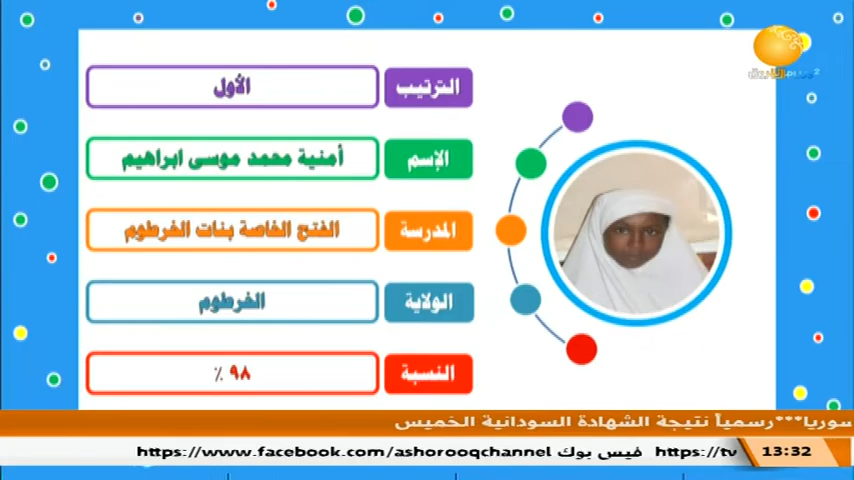 الترتيب الأول
الإسم أمنية محمد موسى ابراهيم
المدرسة الفتح الخاصة بنات الخرطوم
الولاية الخرطوم
النسبة ٩٨ ٪
سوريا***رسمياً نتيجة الشهادة السودانية الخميس
https://tv فيس بوك https://www.facebook.com/ashorooqchannel
13:32